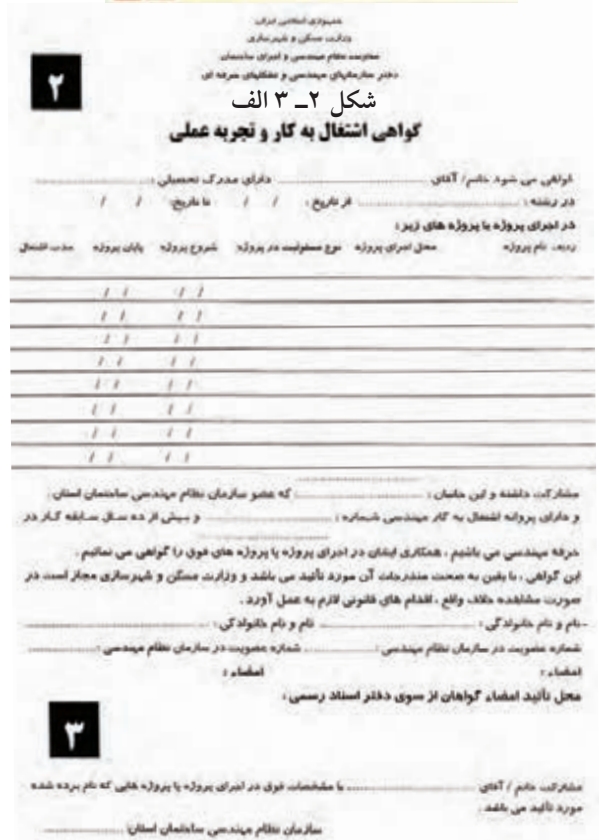 جمهوری اسلامی ایران
وزارت مسکن و شهرسازی
معاونت نظام مهندسی و اجرای ساختمان
دفتر سازمانهای مهندسی و تشکلهای حرفه ای
۲
شکل ۲ــ ۳ الف
گواهی اشتغال به کار و تجربه عملی
گواهی می شود خانم/ آقای .................... دارای مدرک تحصیلی : ....................
در رشته : .................... از تاریخ : / / تا تاریخ: / /
در اجرای پروژه یا پروژه های زیر :
ردیف نام پروژه محل اجرای پروژه نوع مسئولیت در پروژه شروع پروژه پایان پروژه مدت اشتغال
/ / / /
/ / / /
/ / / /
/ / / /
/ / / /
/ / / /
/ / / /
/ / / /
مشارکت داشته و این جانبان : .................... که عضو سازمان نظام مهندسی ساختمان استان :
و دارای پروانه اشتغال به کار مهندسی شماره : .................... و بیش از ده سال سابقه کار در
حرفه مهندسی می باشیم ، همکاری ایشان در اجرای پروژه یا پروژه های فوق را گواهی می نمائیم .
این گواهی ، با یقین به صحت مندرجات آن مورد تأئید می باشد و وزارت مسکن و شهرسازی مجاز است در
صورت مشاهده خلاف واقع ، اقدام های قانونی لازم به عمل آورد .
نام و نام خانوادگی : .................... نام و نام خانوادگی : ....................
شماره عضویت در سازمان نظام مهندسی : .................... شماره عضویت در سازمان نظام مهندسی : ....................
امضاء : امضاء :
محل تأئید امضاء گواهان از سوی دفتر اسناد رسمی :
۳
مشارکت خانم / آقای .................... با مشخصات فوق در اجرای پروژه یا پروژه هایی که نام برده شده
مورد تأئید می باشد .
سازمان نظام مهندسی ساختمان استان: ....................